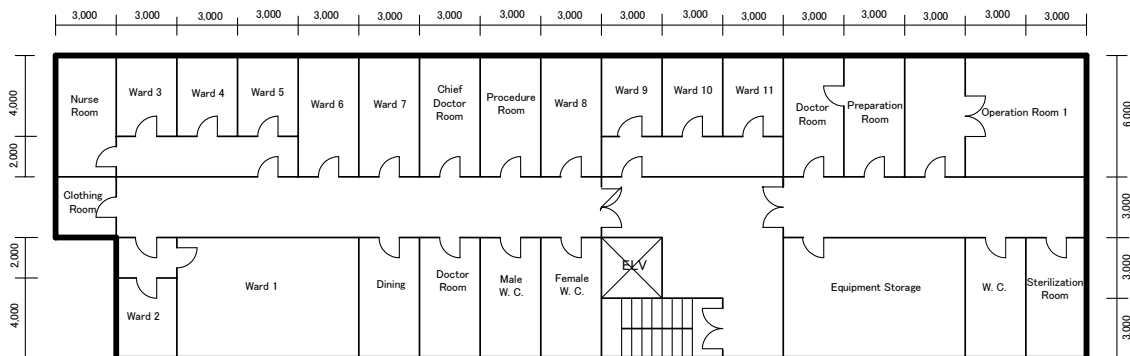 3,000 3,000 3,000 3,000 3,000 3,000 3,000 3,000 3,000 3,000 3,000 3,000 3,000 3,000 3,000 3,000 3,000
4,000
2,000
2,000
4,000
Nurse
Room
Ward 3
Ward 4
Ward 5
Ward 6
Ward 7
Chief
Doctor
Room
Procedure
Room
Ward 8
Ward 9
Ward 10
Ward 11
Doctor
Room
Preparation
Room
Operation Room 1
Clothing
Room
Ward 2
Ward 1
Dining
Doctor
Room
Male
W. C.
Female
W. C.
ELV
Equipment Storage
W. C.
Sterilization
Room
6,000
3,000
3,000
3,000